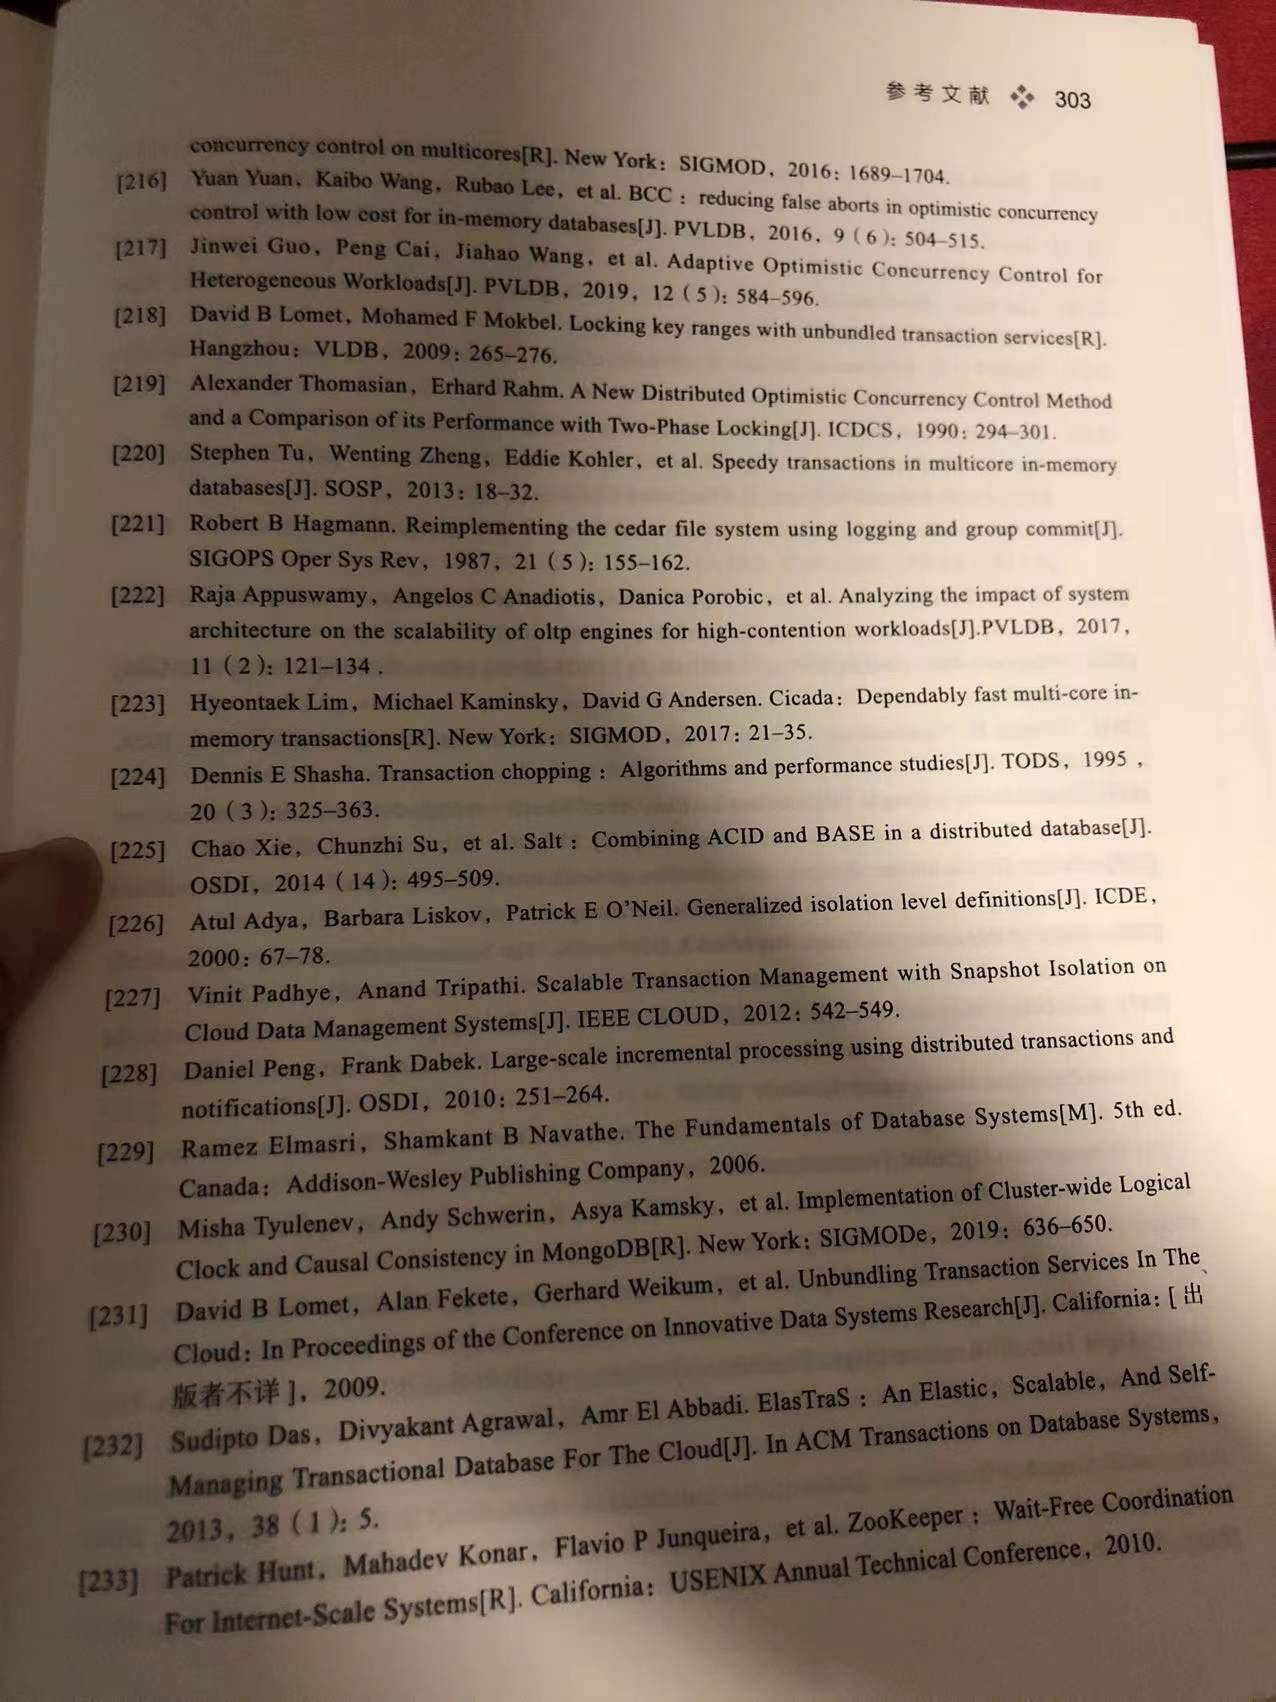 参考文献 303
concurrency control on multicores[R]. New York：SIGMOD，2016：1689–1704.
[216] Yuan Yuan，Kaibo Wang，Rubao Lee，et al. BCC：reducing false aborts in optimistic concurrency
control with low cost for in-memory databases[J]. PVLDB，2016，9（6）：504–515.
[217] Jinwei Guo，Peng Cai，Jiahao Wang，et al. Adaptive Optimistic Concurrency Control for
Heterogeneous Workloads[J]. PVLDB，2019，12（5）：584–596.
[218] David B Lomet，Mohamed F Mokbel. Locking key ranges with unbundled transaction services[R].
Hangzhou：VLDB，2009：265–276.
[219] Alexander Thomasian，Erhard Rahm. A New Distributed Optimistic Concurrency Control Method
and a Comparison of its Performance with Two-Phase Locking[J]. ICDCS，1990：294–301.
[220] Stephen Tu，Wenting Zheng，Eddie Kohler，et al. Speedy transactions in multicore in-memory
databases[J]. SOSP，2013：18–32.
[221] Robert B Hagmann. Reimplementing the cedar file system using logging and group commit[J].
SIGOPS Oper Sys Rev，1987，21（5）：155–162.
[222] Raja Appuswamy，Angelos C Anadiotis，Danica Porobic，et al. Analyzing the impact of system
architecture on the scalability of oltp engines for high-contention workloads[J].PVLDB，2017，
11（2）：121–134 .
[223] Hyeontaek Lim，Michael Kaminsky，David G Andersen. Cicada：Dependably fast multi-core in-
memory transactions[R]. New York：SIGMOD，2017：21–35.
[224] Dennis E Shasha. Transaction chopping：Algorithms and performance studies[J]. TODS，1995，
20（3）：325–363.
[225] Chao Xie，Chunzhi Su，et al. Salt：Combining ACID and BASE in a distributed database[J].
OSDI，2014（14）：495–509.
[226] Atul Adya，Barbara Liskov，Patrick E O’Neil. Generalized isolation level definitions[J]. ICDE，
2000：67–78.
[227] Vinit Padhye，Anand Tripathi. Scalable Transaction Management with Snapshot Isolation on
Cloud Data Management Systems[J]. IEEE CLOUD，2012：542–549.
[228] Daniel Peng，Frank Dabek. Large-scale incremental processing using distributed transactions and
notifications[J]. OSDI，2010：251–264.
[229] Ramez Elmasri，Shamkant B Navathe. The Fundamentals of Database Systems[M]. 5th ed.
Canada：Addison-Wesley Publishing Company，2006.
[230] Misha Tyulenev，Andy Schwerin，Asya Kamsky，et al. Implementation of Cluster-wide Logical
Clock and Causal Consistency in MongoDB[R]. New York：SIGMODe，2019：636–650.
[231] David B Lomet，Alan Fekete，Gerhard Weikum，et al. Unbundling Transaction Services In The
Cloud：In Proceedings of the Conference on Innovative Data Systems Research[J]. California：[ 出
版者不详 ]，2009.
[232] Sudipto Das，Divyakant Agrawal，Amr El Abbadi. ElasTraS：An Elastic，Scalable，And Self-
Managing Transactional Database For The Cloud[J]. In ACM Transactions on Database Systems，
2013，38（1）：5.
[233] Patrick Hunt，Mahadev Konar，Flavio P Junqueira，et al. ZooKeeper：Wait-Free Coordination
For Internet-Scale Systems[R]. California：USENIX Annual Technical Conference，2010.